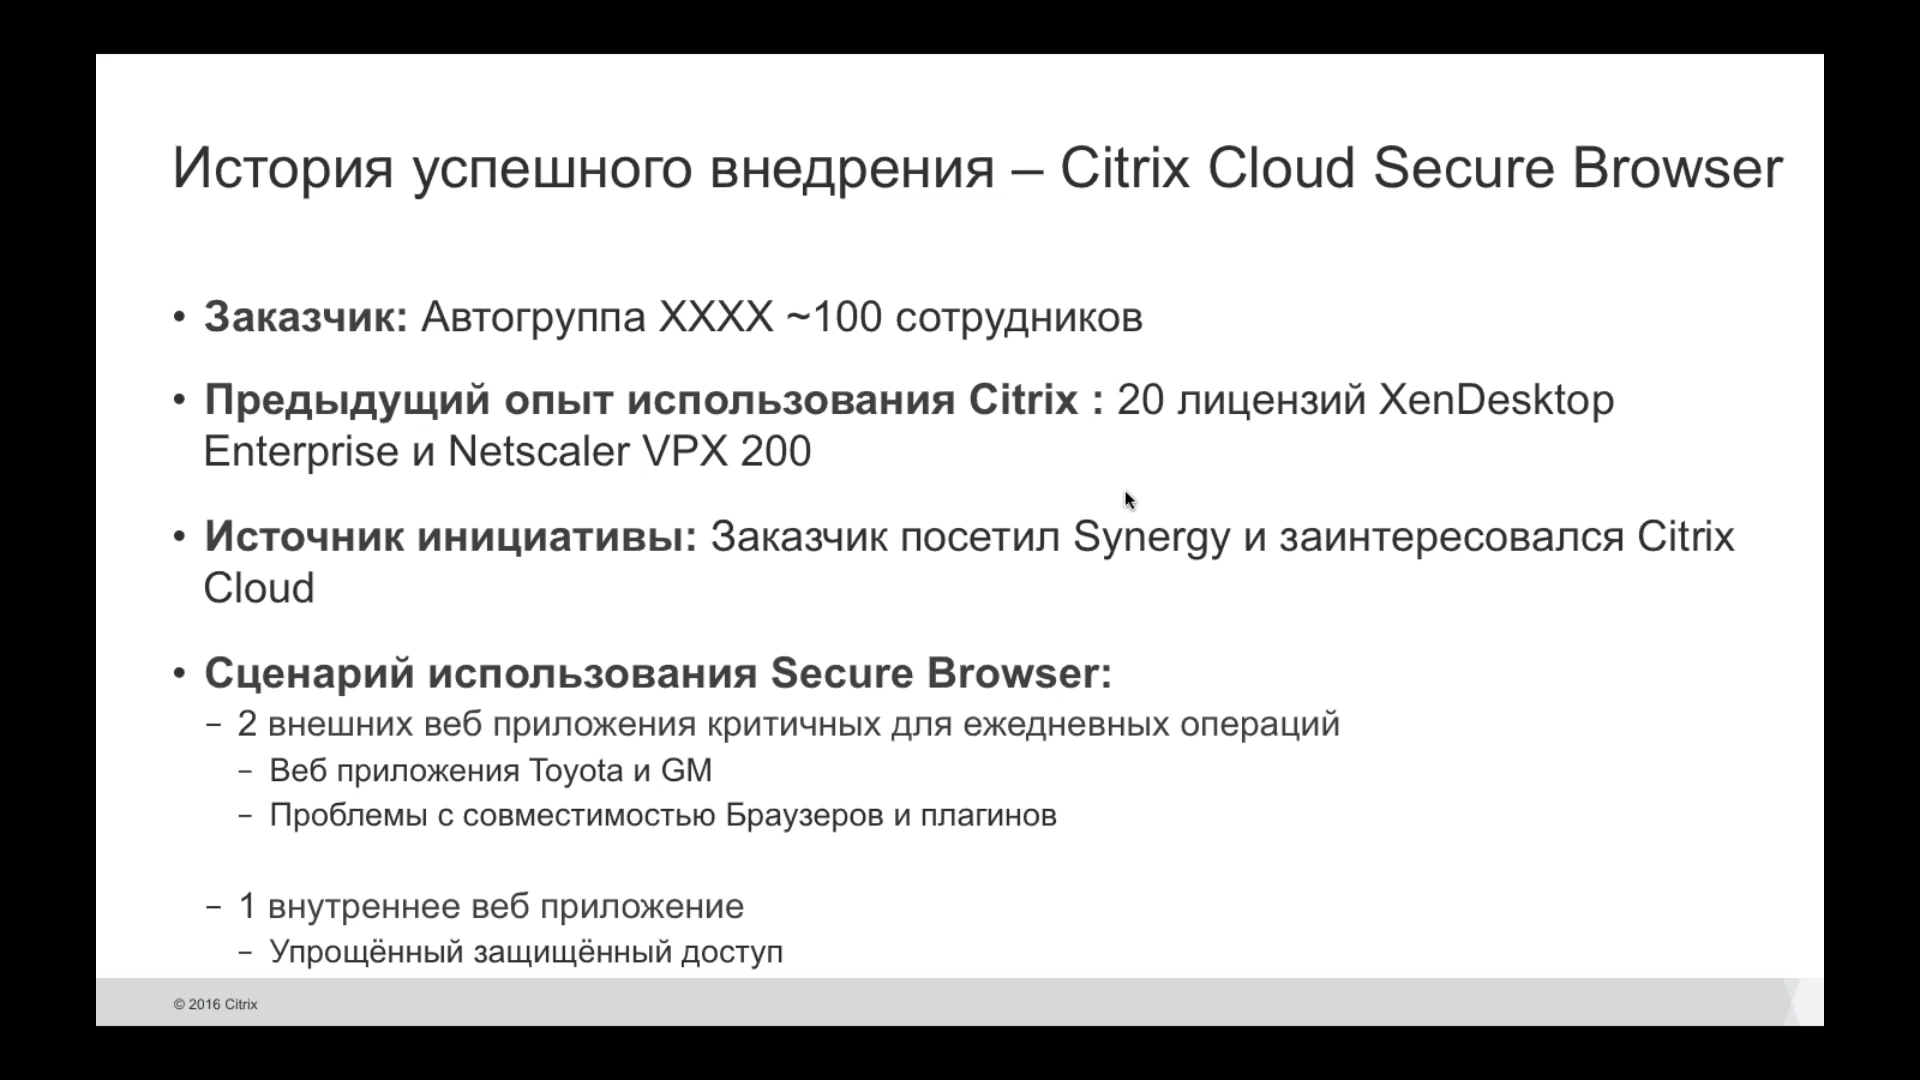 История успешного внедрения – Citrix Cloud Secure Browser
• Заказчик: Автогруппа XXXX ~100 сотрудников
• Предыдущий опыт использования Citrix : 20 лицензий XenDesktop
Enterprise и Netscaler VPX 200
• Источник инициативы: Заказчик посетил Synergy и заинтересовался Citrix
Cloud
• Сценарий использования Secure Browser:
– 2 внешних веб приложения критичных для ежедневных операций
– Веб приложения Toyota и GM
– Проблемы с совместимостью Браузеров и плагинов
– 1 внутреннее веб приложение
– Упрощённый защищённый доступ
© 2016 Citrix